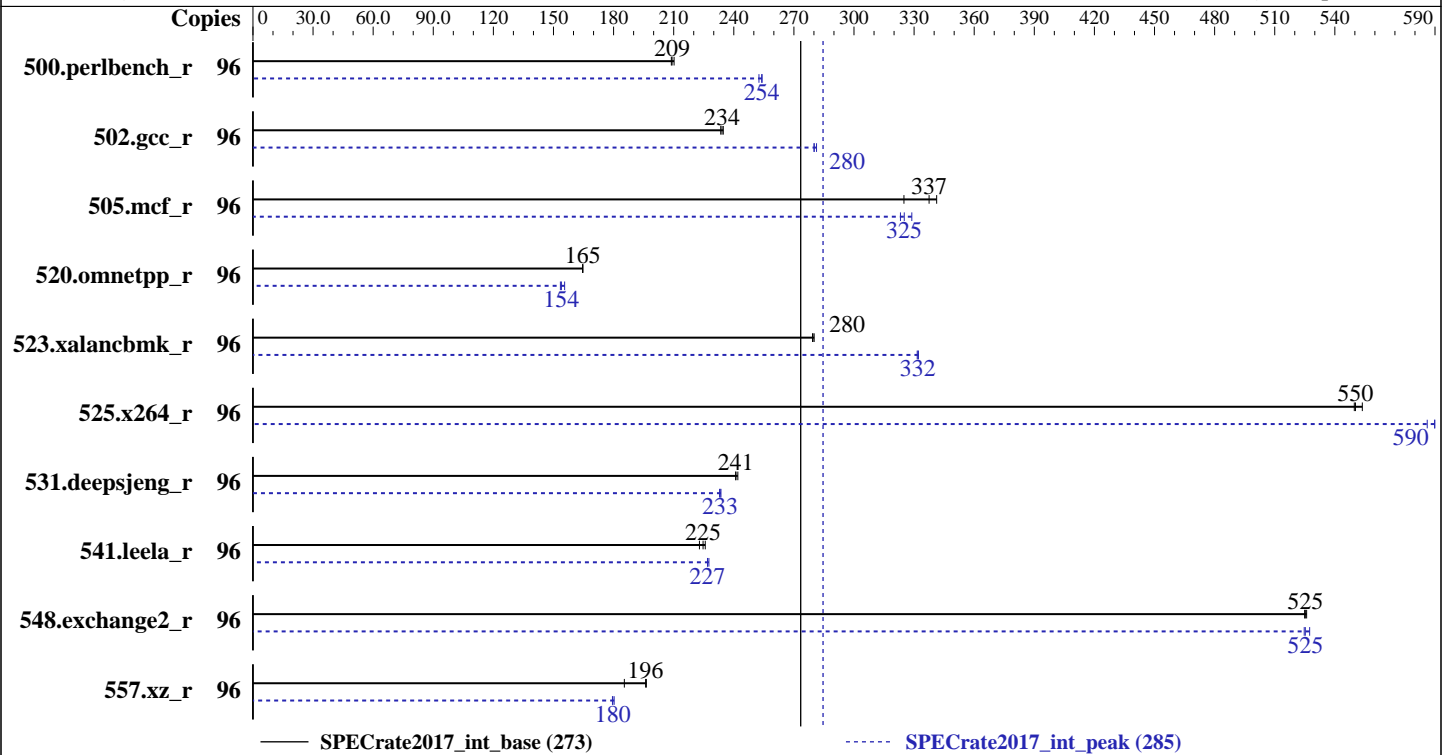 Copies 0 30.0 60.0 90.0 120 150 180 210 240 270 300 330 360 390 420 450 480 510 540 590
209
500.perlbench_r 96
254
234
502.gcc_r 96
280
337
505.mcf_r 96
325
165
520.omnetpp_r 96
154
280
523.xalancbmk_r 96
332
550
525.x264_r 96
590
241
531.deepsjeng_r 96
233
225
541.leela_r 96
227
525
548.exchange2_r 96
525
196
557.xz_r 96
180
SPECrate2017_int_base (273) SPECrate2017_int_peak (285)